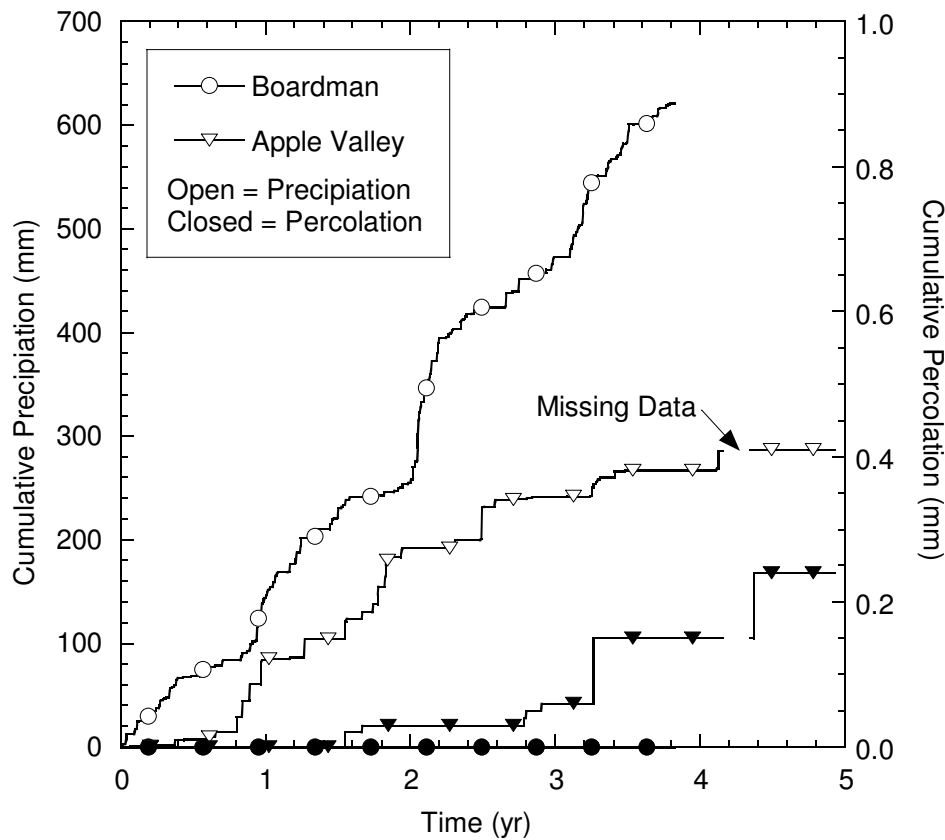 700
600
500
400
300
200
100
0
Cumulative Precipiation (mm)
Boardman
Apple Valley
Open = Precipiation
Closed = Percolation
Missing Data
1.0
0.8
0.6
0.4
0.2
0.0
Cumulative Percolation (mm)
0 1 2 3 4 5
Time (yr)